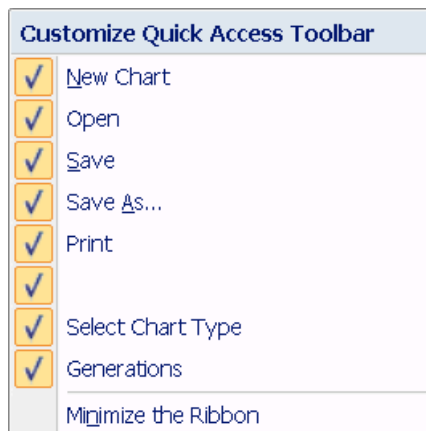 Customize Quick Access Toolbar
New Chart
Open
Save
Save As...
Print
Select Chart Type
Generations
Minimize the Ribbon